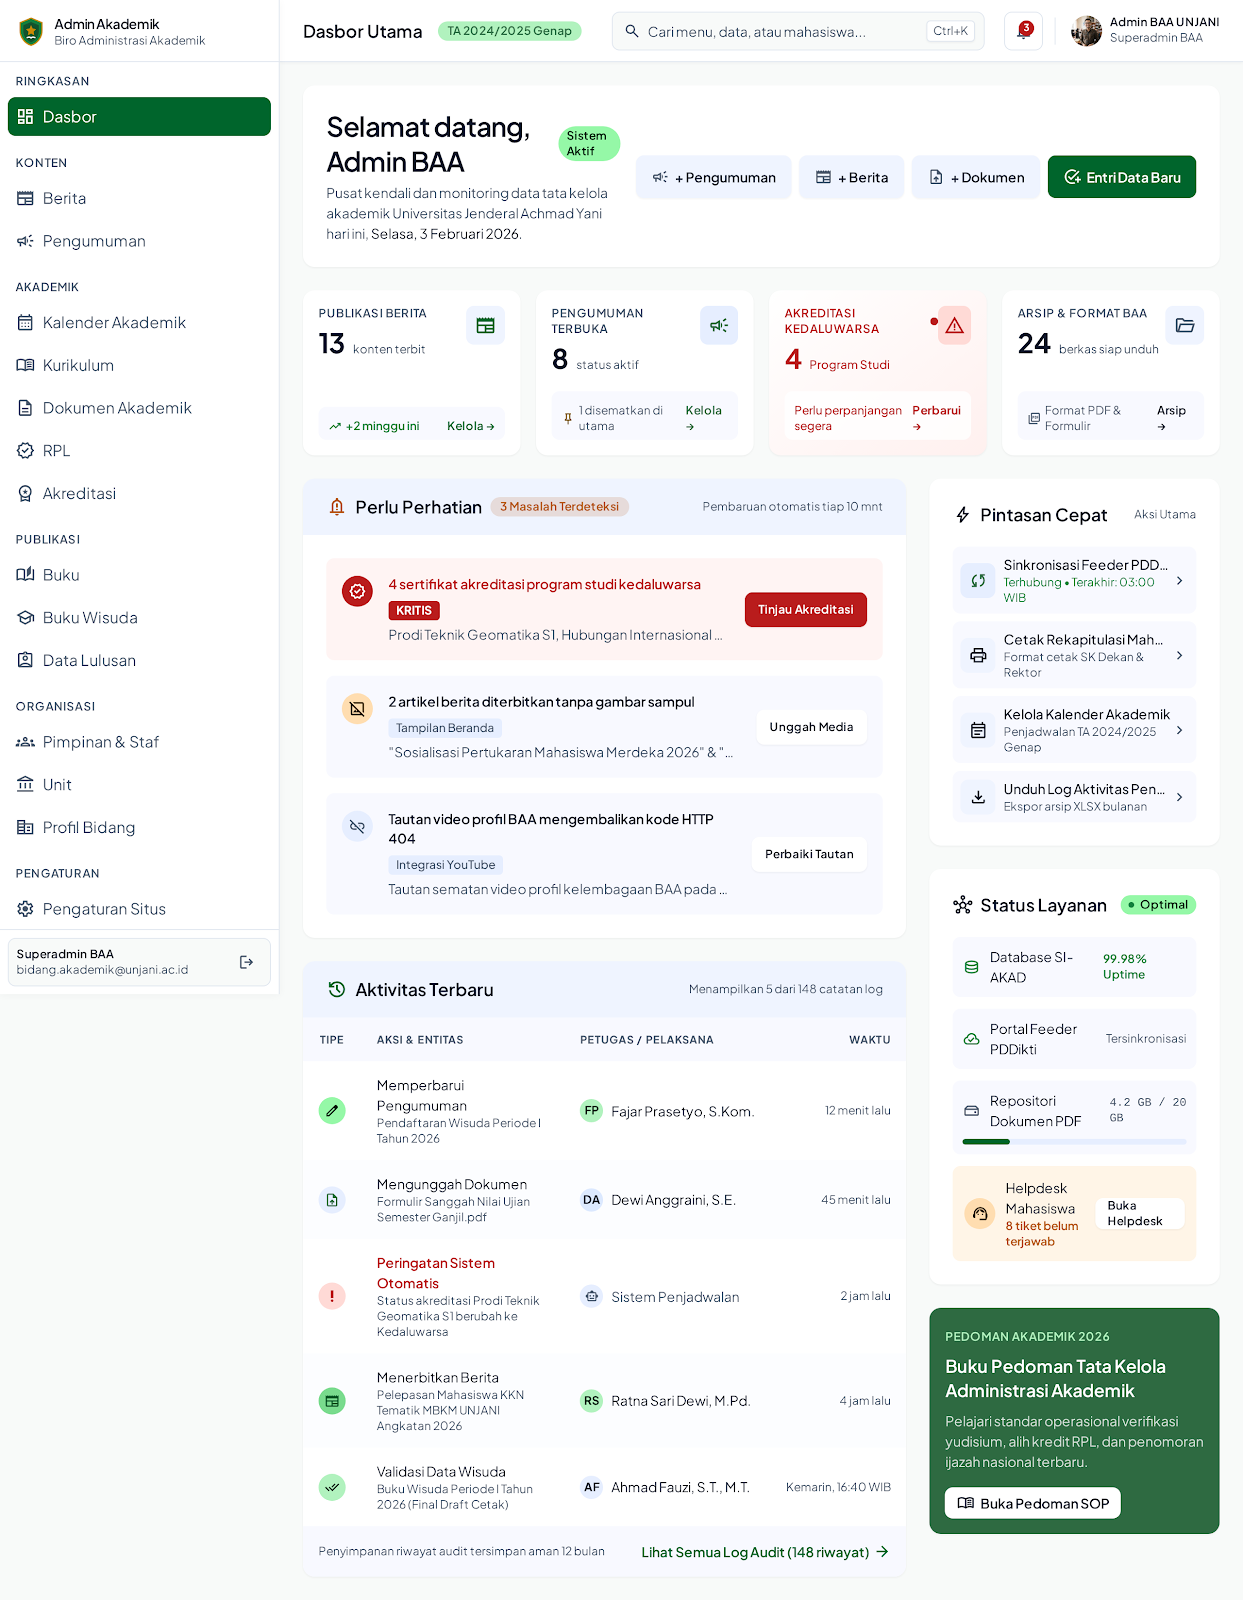 Admin Akademik
Biro Administrasi Akademik
RINGKASAN
Dasbor
KONTEN
Berita
Pengumuman
AKADEMIK
Kalender Akademik
Kurikulum
Dokumen Akademik
RPL
Akreditasi
PUBLIKASI
Buku
Buku Wisuda
Data Lulusan
ORGANISASI
Pimpinan & Staf
Unit
Profil Bidang
PENGATURAN
Pengaturan Situs
Superadmin BAA
bidang.akademik@unjani.ac.id
Dasbor Utama
TA 2024/2025 Genap
Cari menu, data, atau mahasiswa...
Ctrl+K
3
Admin BAA UNJANI
Superadmin BAA
Selamat datang,
Admin BAA
Sistem
Aktif
Pusat kendali dan monitoring data tata kelola
akademik Universitas Jenderal Achmad Yani
hari ini, Selasa, 3 Februari 2026.
+ Pengumuman
+ Berita
+ Dokumen
Entri Data Baru
PUBLIKASI BERITA
13 konten terbit
+2 minggu ini
Kelola →
PENGUMUMAN
TERBUKA
8 status aktif
1 disematkan di
utama
Kelola
→
AKREDITASI
KEDALUWARSA
4 Program Studi
Perlu perpanjangan
segera
Perbarui
→
ARSIP & FORMAT BAA
24 berkas siap unduh
Format PDF &
Formulir
Arsip
→
Perlu Perhatian
3 Masalah Terdeteksi
Pembaruan otomatis tiap 10 mnt
4 sertifikat akreditasi program studi kedaluwarsa
KRITIS
Prodi Teknik Geomatika S1, Hubungan Internasional ...
Tinjau Akreditasi
2 artikel berita diterbitkan tanpa gambar sampul
Tampilan Beranda
"Sosialisasi Pertukaran Mahasiswa Merdeka 2026" & "...
Unggah Media
Tautan video profil BAA mengembalikan kode HTTP
404
Integrasi YouTube
Tautan sematan video profil kelembagaan BAA pada ...
Perbaiki Tautan
Aktivitas Terbaru
Menampilkan 5 dari 148 catatan log
TIPE
AKSI & ENTITAS
PETUGAS / PELAKSANA
WAKTU
Memperbarui
Pengumuman
Pendaftaran Wisuda Periode I
Tahun 2026
FP
Fajar Prasetyo, S.Kom.
12 menit lalu
Mengunggah Dokumen
Formulir Sanggah Nilai Ujian
Semester Ganjil.pdf
DA
Dewi Anggraini, S.E.
45 menit lalu
Peringatan Sistem
Otomatis
Status akreditasi Prodi Teknik
Geomatika S1 berubah ke
Kedaluwarsa
Sistem Penjadwalan
2 jam lalu
Menerbitkan Berita
Pelepasan Mahasiswa KKN
Tematik MBKM UNJANI
Angkatan 2026
RS
Ratna Sari Dewi, M.Pd.
4 jam lalu
Validasi Data Wisuda
Buku Wisuda Periode I Tahun
2026 (Final Draft Cetak)
AF
Ahmad Fauzi, S.T., M.T.
Kemarin, 16:40 WIB
Penyimpanan riwayat audit tersimpan aman 12 bulan
Lihat Semua Log Audit (148 riwayat) →
Pintasan Cepat
Aksi Utama
Sinkronisasi Feeder PDD...
Terhubung • Terakhir: 03:00
WIB
Cetak Rekapitulasi Mah...
Format cetak SK Dekan &
Rektor
Kelola Kalender Akademik
Penjadwalan TA 2024/2025
Genap
Unduh Log Aktivitas Pen...
Ekspor arsip XLSX bulanan
Status Layanan
• Optimal
Database SI-
AKAD
99.98%
Uptime
Portal Feeder
PDDikti
Tersinkronisasi
Repositori
Dokumen PDF
4.2 GB / 20
GB
Helpdesk
Mahasiswa
8 tiket belum
terjawab
Buka
Helpdesk
PEDOMAN AKADEMIK 2026
Buku Pedoman Tata Kelola
Administrasi Akademik
Pelajari standar operasional verifikasi
yudisium, alih kredit RPL, dan penomoran
ijazah nasional terbaru.
Buka Pedoman SOP